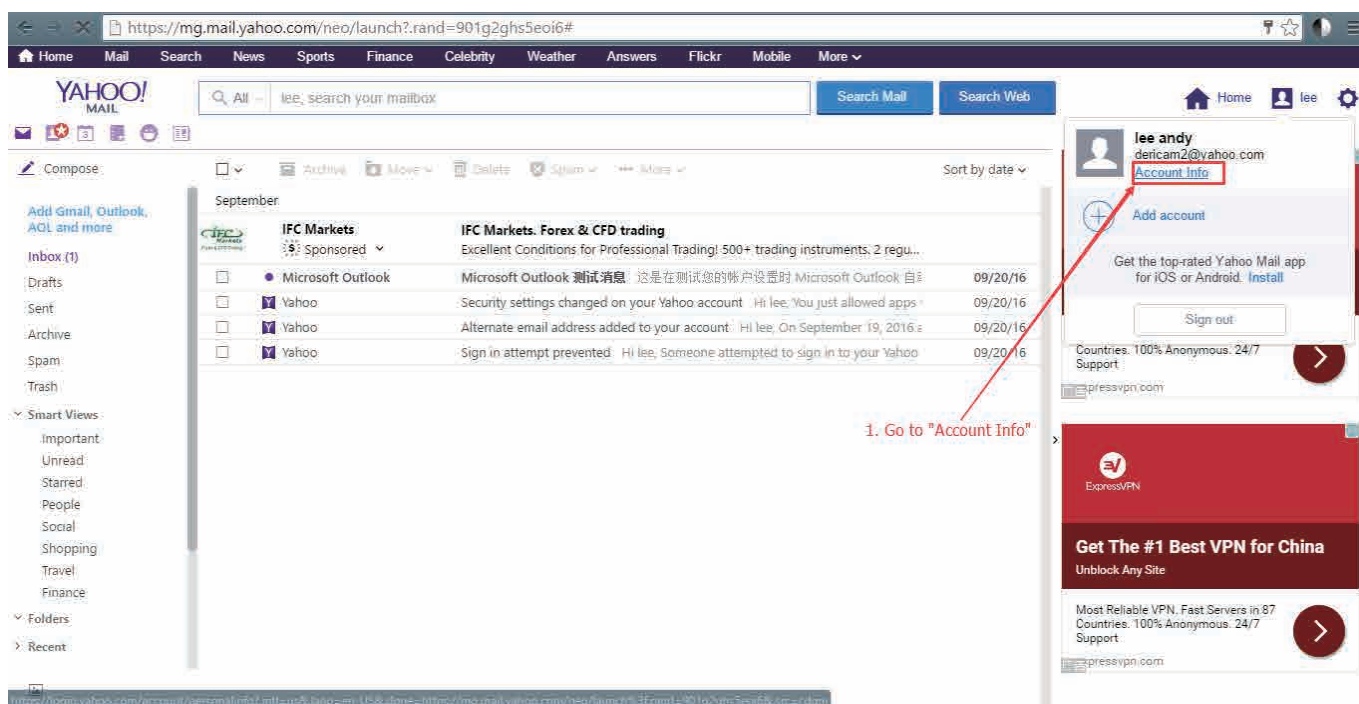 https://mg.mail.yahoo.com/neo/launch?.rand=901g2ghs5eoi6#
Home Mail Search News Sports Finance Celebrity Weather Answers Flickr Mobile More
YAHOO!
MAIL
All
lee, search your mailbox
Search Mail
Search Web
Home
lee
3
lee andy
dericam2@yahoo.com
Account Info
Add account
Get the top-rated Yahoo Mail app
for iOS or Android. Install
Sign out
Compose
Archive Move Delete Spam More
Sort by date
Add Gmail, Outlook,
AOL and more
Inbox (1)
Drafts
Sent
Archive
Spam
Trash
Smart Views
Important
Unread
Starred
People
Social
Shopping
Travel
Finance
Folders
Recent
September
IFC Markets
IFC Markets IFC Markets. Forex & CFD trading
$ Sponsored Excellent Conditions for Professional Trading! 500+ trading instruments, 2 regu...
Microsoft Outlook Microsoft Outlook 测试消息 这是在测试您的帐户设置时 Microsoft Outlook 09/20/16
Y Yahoo Security settings changed on your Yahoo account Hi lee, You just allowed apps 09/20/16
Y Yahoo Alternate email address added to your account Hi lee, On September 19, 2016 09/20/16
Y Yahoo Sign in attempt prevented Hi lee, Someone attempted to sign in to your Yahoo 09/20/16
1. Go to "Account Info"
Countries. 100% Anonymous. 24/7
Support
expressvpn.com
ExpressVPN
Get The #1 Best VPN for China
Unblock Any Site
Most Reliable VPN. Fast Servers in 87
Countries. 100% Anonymous. 24/7
Support
expressvpn.com